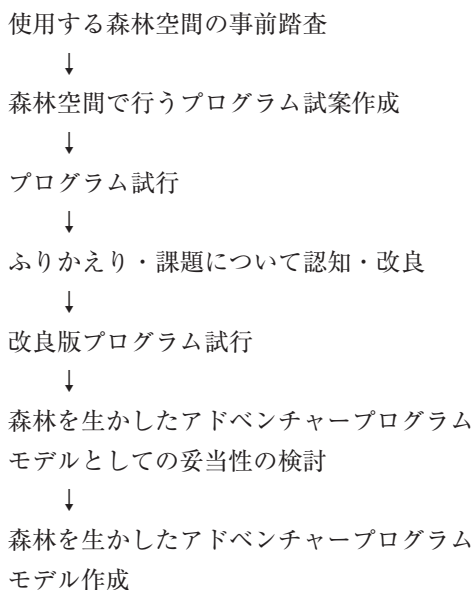 使用する森林空間の事前踏査
↓
森林空間で行うプログラム試案作成
↓
プログラム試行
↓
ふりかえり・課題について認知・改良
↓
改良版プログラム試行
↓
森林を生かしたアドベンチャープログラム
モデルとしての妥当性の検討
↓
森林を生かしたアドベンチャープログラム
モデル作成